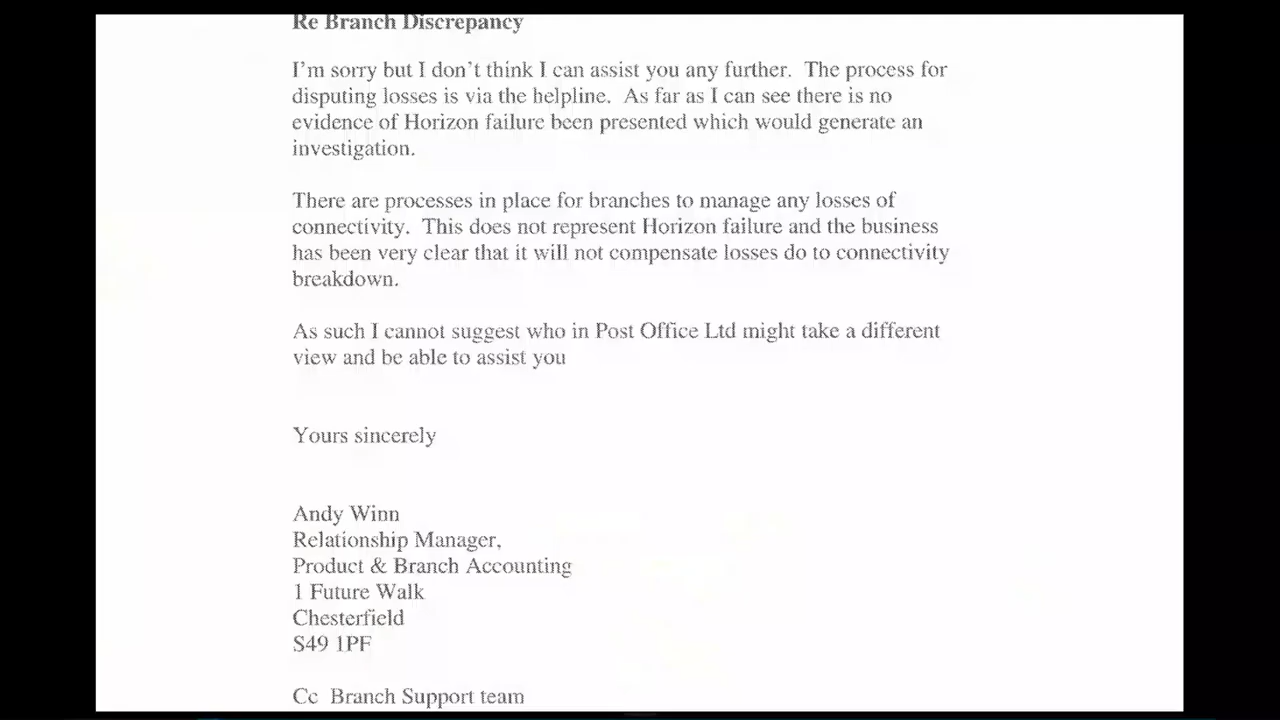 Re Branch Discrepancy
I'm sorry but I don't think I can assist you any further. The process for
disputing losses is via the helpline. As far as I can see there is no
evidence of Horizon failure been presented which would generate an
investigation.
There are processes in place for branches to manage any losses of
connectivity. This does not represent Horizon failure and the business
has been very clear that it will not compensate losses do to connectivity
breakdown.
As such I cannot suggest who in Post Office Ltd might take a different
view and be able to assist you
Yours sincerely
Andy Winn
Relationship Manager,
Product & Branch Accounting
1 Future Walk
Chesterfield
S49 1PF
Cc Branch Support team